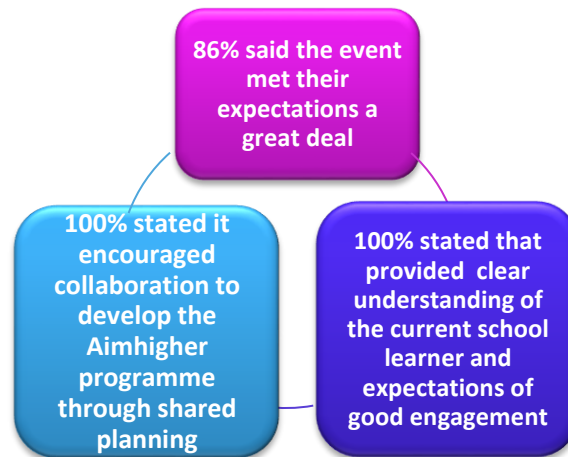 86% said the event
met their
expectations a
great deal
100% stated it
encouraged
collaboration to
develop the
Aimhigher
programme
through shared
planning
100% stated that
provided  clear
understanding of
the current school
learner and
expectations of
good engagement